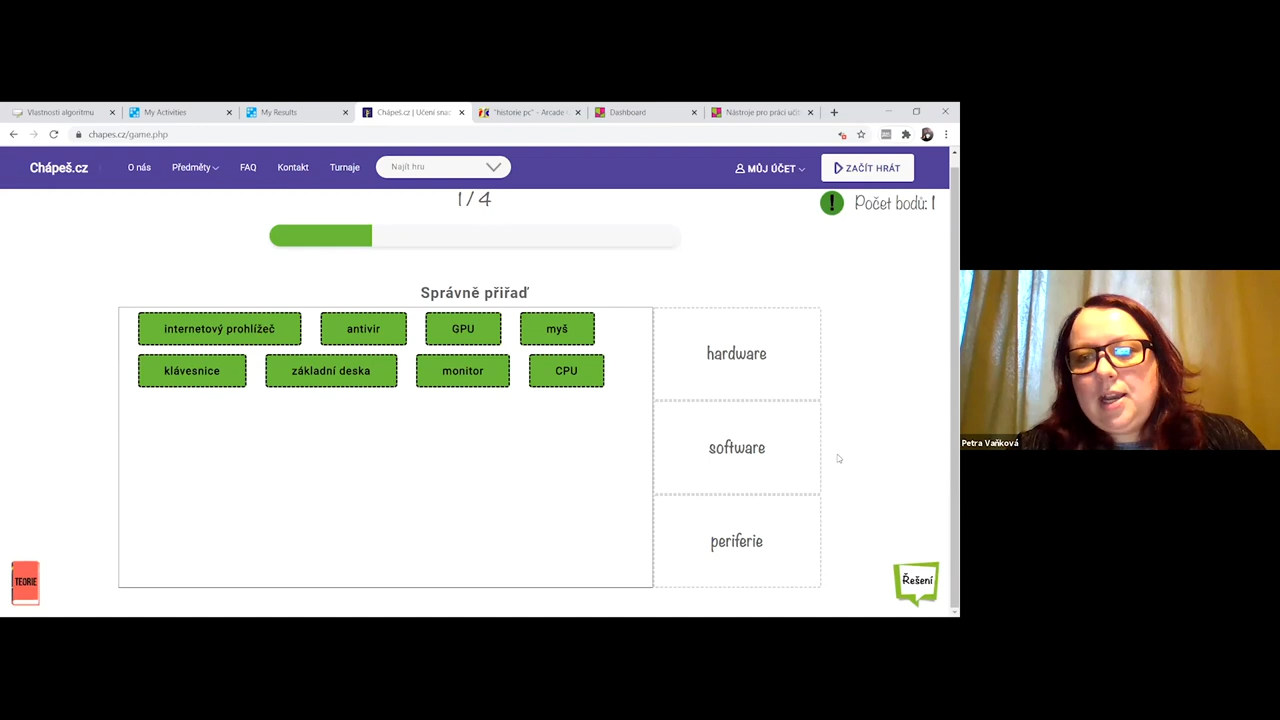 Vlastnosti algoritmu
My Activities
My Results
Chápeš.cz | Učení snad
"historie pc" - Arcade
Dashboard
Nástroje pro práci učit
chapes.cz/game.php
Chápeš.cz
O nás
Předměty
FAQ
Kontakt
Turnaje
Najít hru
MŮJ ÚČET
ZAČÍT HRÁT
1 / 4
! Počet bodů: 1
Správně přiřaď
internetový prohlížeč
antivir
GPU
myš
klávesnice
základní deska
monitor
CPU
hardware
software
periferie
TEORIE
Řešení
Petra Vaňková